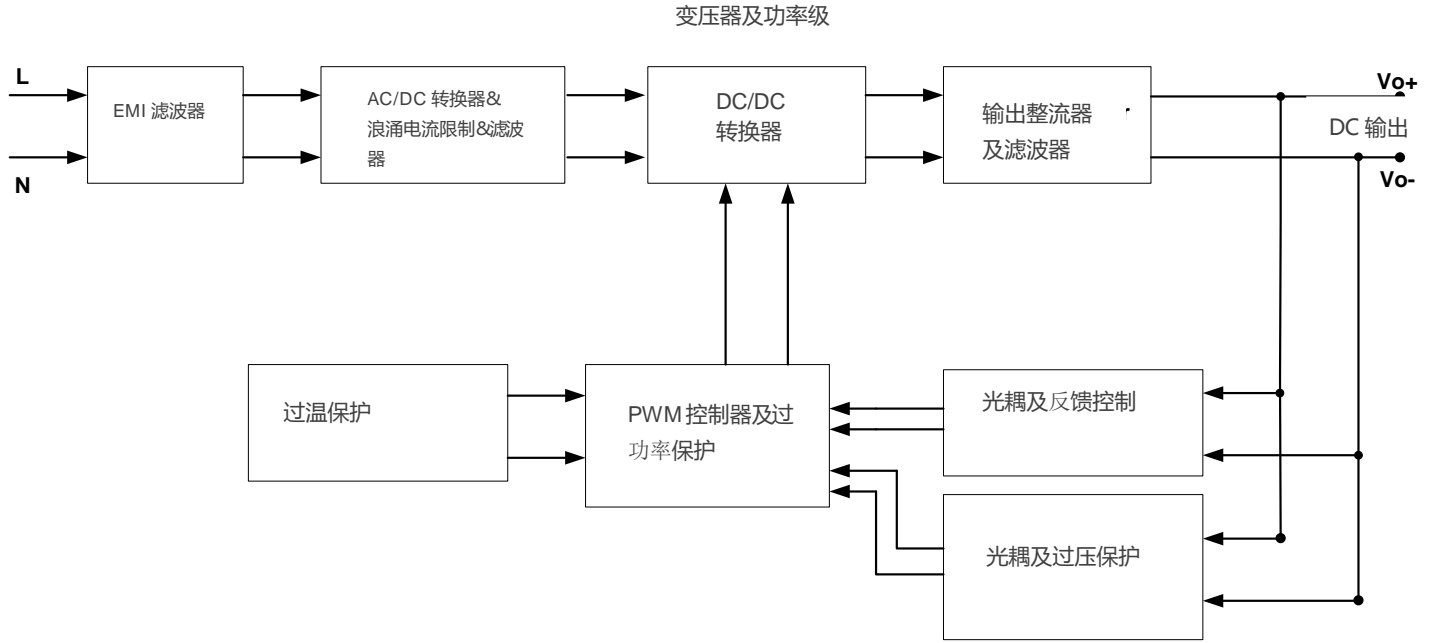 变压器及功率级
L
N
EMI 滤波器
AC/DC 转换器&
浪涌电流限制&滤波
器
DC/DC
转换器
输出整流器
及滤波器
Vo+
DC 输出
Vo-
过温保护
PWM 控制器及过
功率保护
光耦及反馈控制
光耦及过压保护